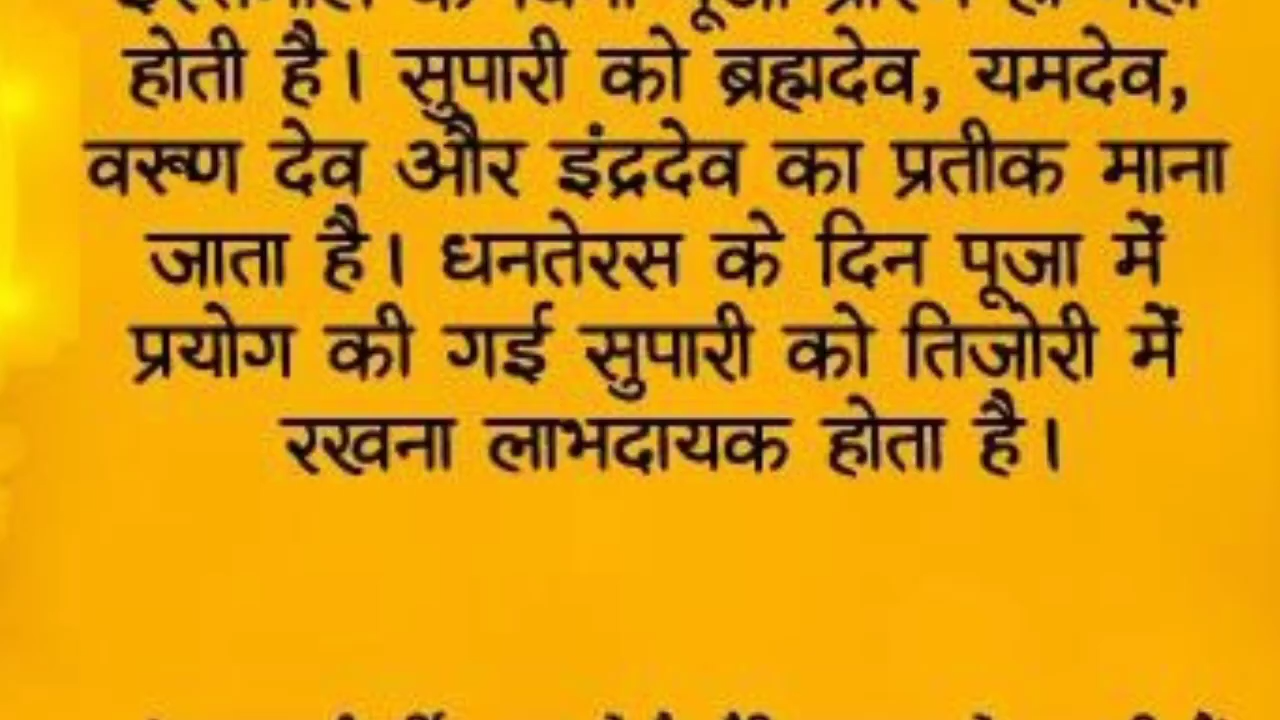 होती है। सुपारी को ब्रह्मदेव, यमदेव,
वरूण देव और इंद्रदेव का प्रतीक माना
जाता है। धनतेरस के दिन पूजा में
प्रयोग की गई सुपारी को तिजोरी में
रखना लाभदायक होता है।